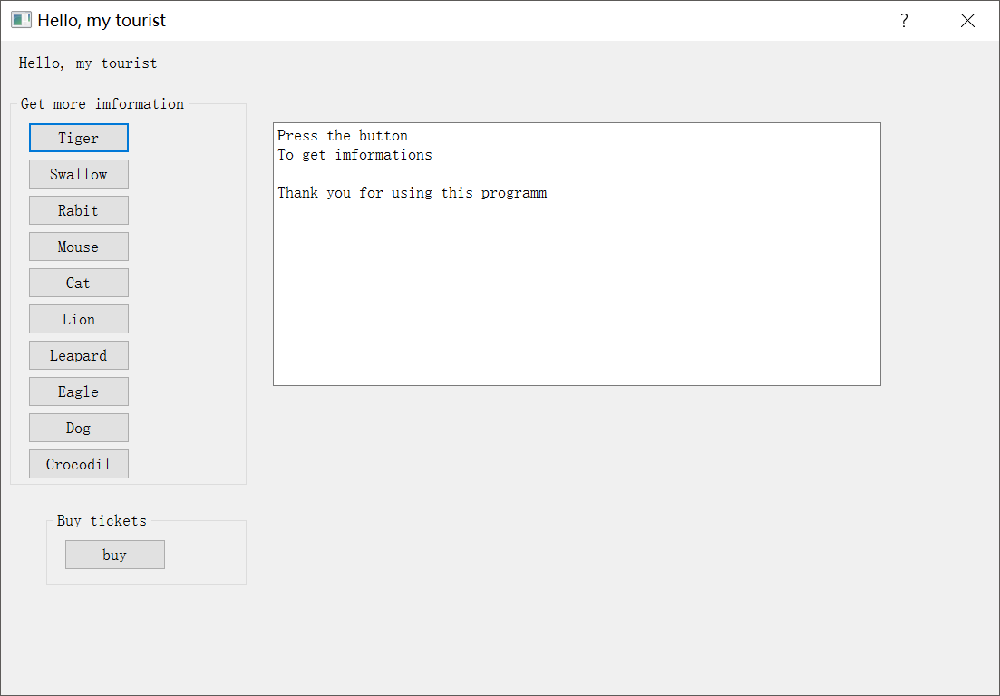 Hello, my tourist
?
Hello, my tourist
Get more imformation
Tiger
Swallow
Rabit
Mouse
Cat
Lion
Leapard
Eagle
Dog
Crocodil
Press the button
To get imformations
Thank you for using this programm
Buy tickets
buy